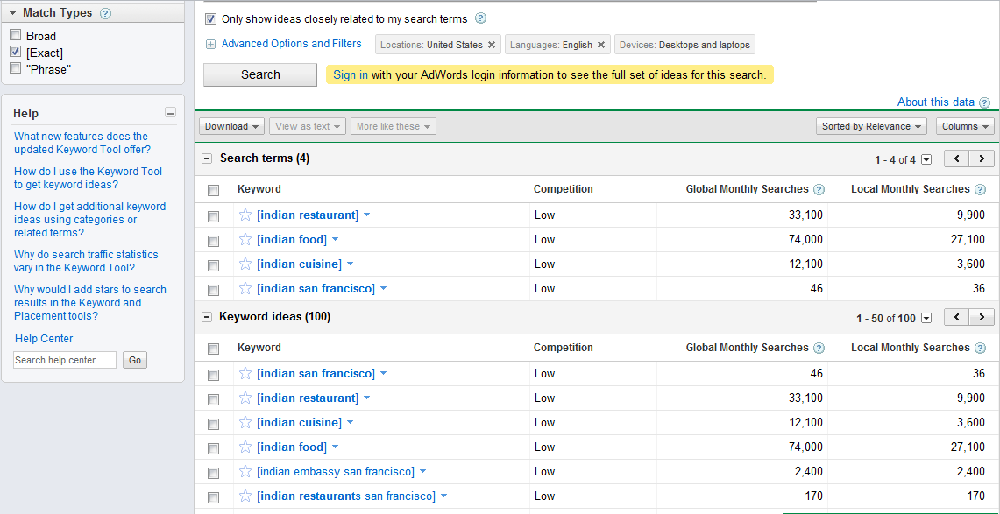 Match Types ?
Broad
[Exact]
"Phrase"
Help
What new features does the
updated Keyword Tool offer?
How do I use the Keyword Tool
to get keyword ideas?
How do I get additional keyword
ideas using categories or
related terms?
Why do search traffic statistics
vary in the Keyword Tool?
Why would I add stars to search
results in the Keyword and
Placement tools?
Help Center
Search help center Go
Only show ideas closely related to my search terms ?
Advanced Options and Filters Locations: United States × Languages: English × Devices: Desktops and laptops
Search Sign in with your AdWords login information to see the full set of ideas for this search.
About this data ?
Download View as text More like these Sorted by Relevance Columns
Search terms (4) 1 - 4 of 4
Keyword Competition Global Monthly Searches ? Local Monthly Searches ?
[indian restaurant] Low 33,100 9,900
[indian food] Low 74,000 27,100
[indian cuisine] Low 12,100 3,600
[indian san francisco] Low 46 36
Keyword ideas (100) 1 - 50 of 100
Keyword Competition Global Monthly Searches ? Local Monthly Searches ?
[indian san francisco] Low 46 36
[indian restaurant] Low 33,100 9,900
[indian cuisine] Low 12,100 3,600
[indian food] Low 74,000 27,100
[indian embassy san francisco] Low 2,400 2,400
[indian restaurants san francisco] Low 170 170